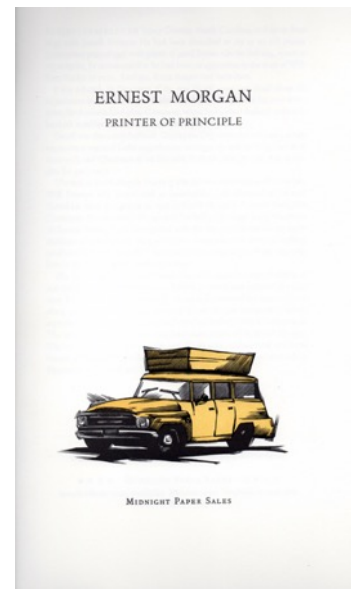 ERNEST MORGAN
PRINTER OF PRINCIPLE
MIDNIGHT PAPER SALES